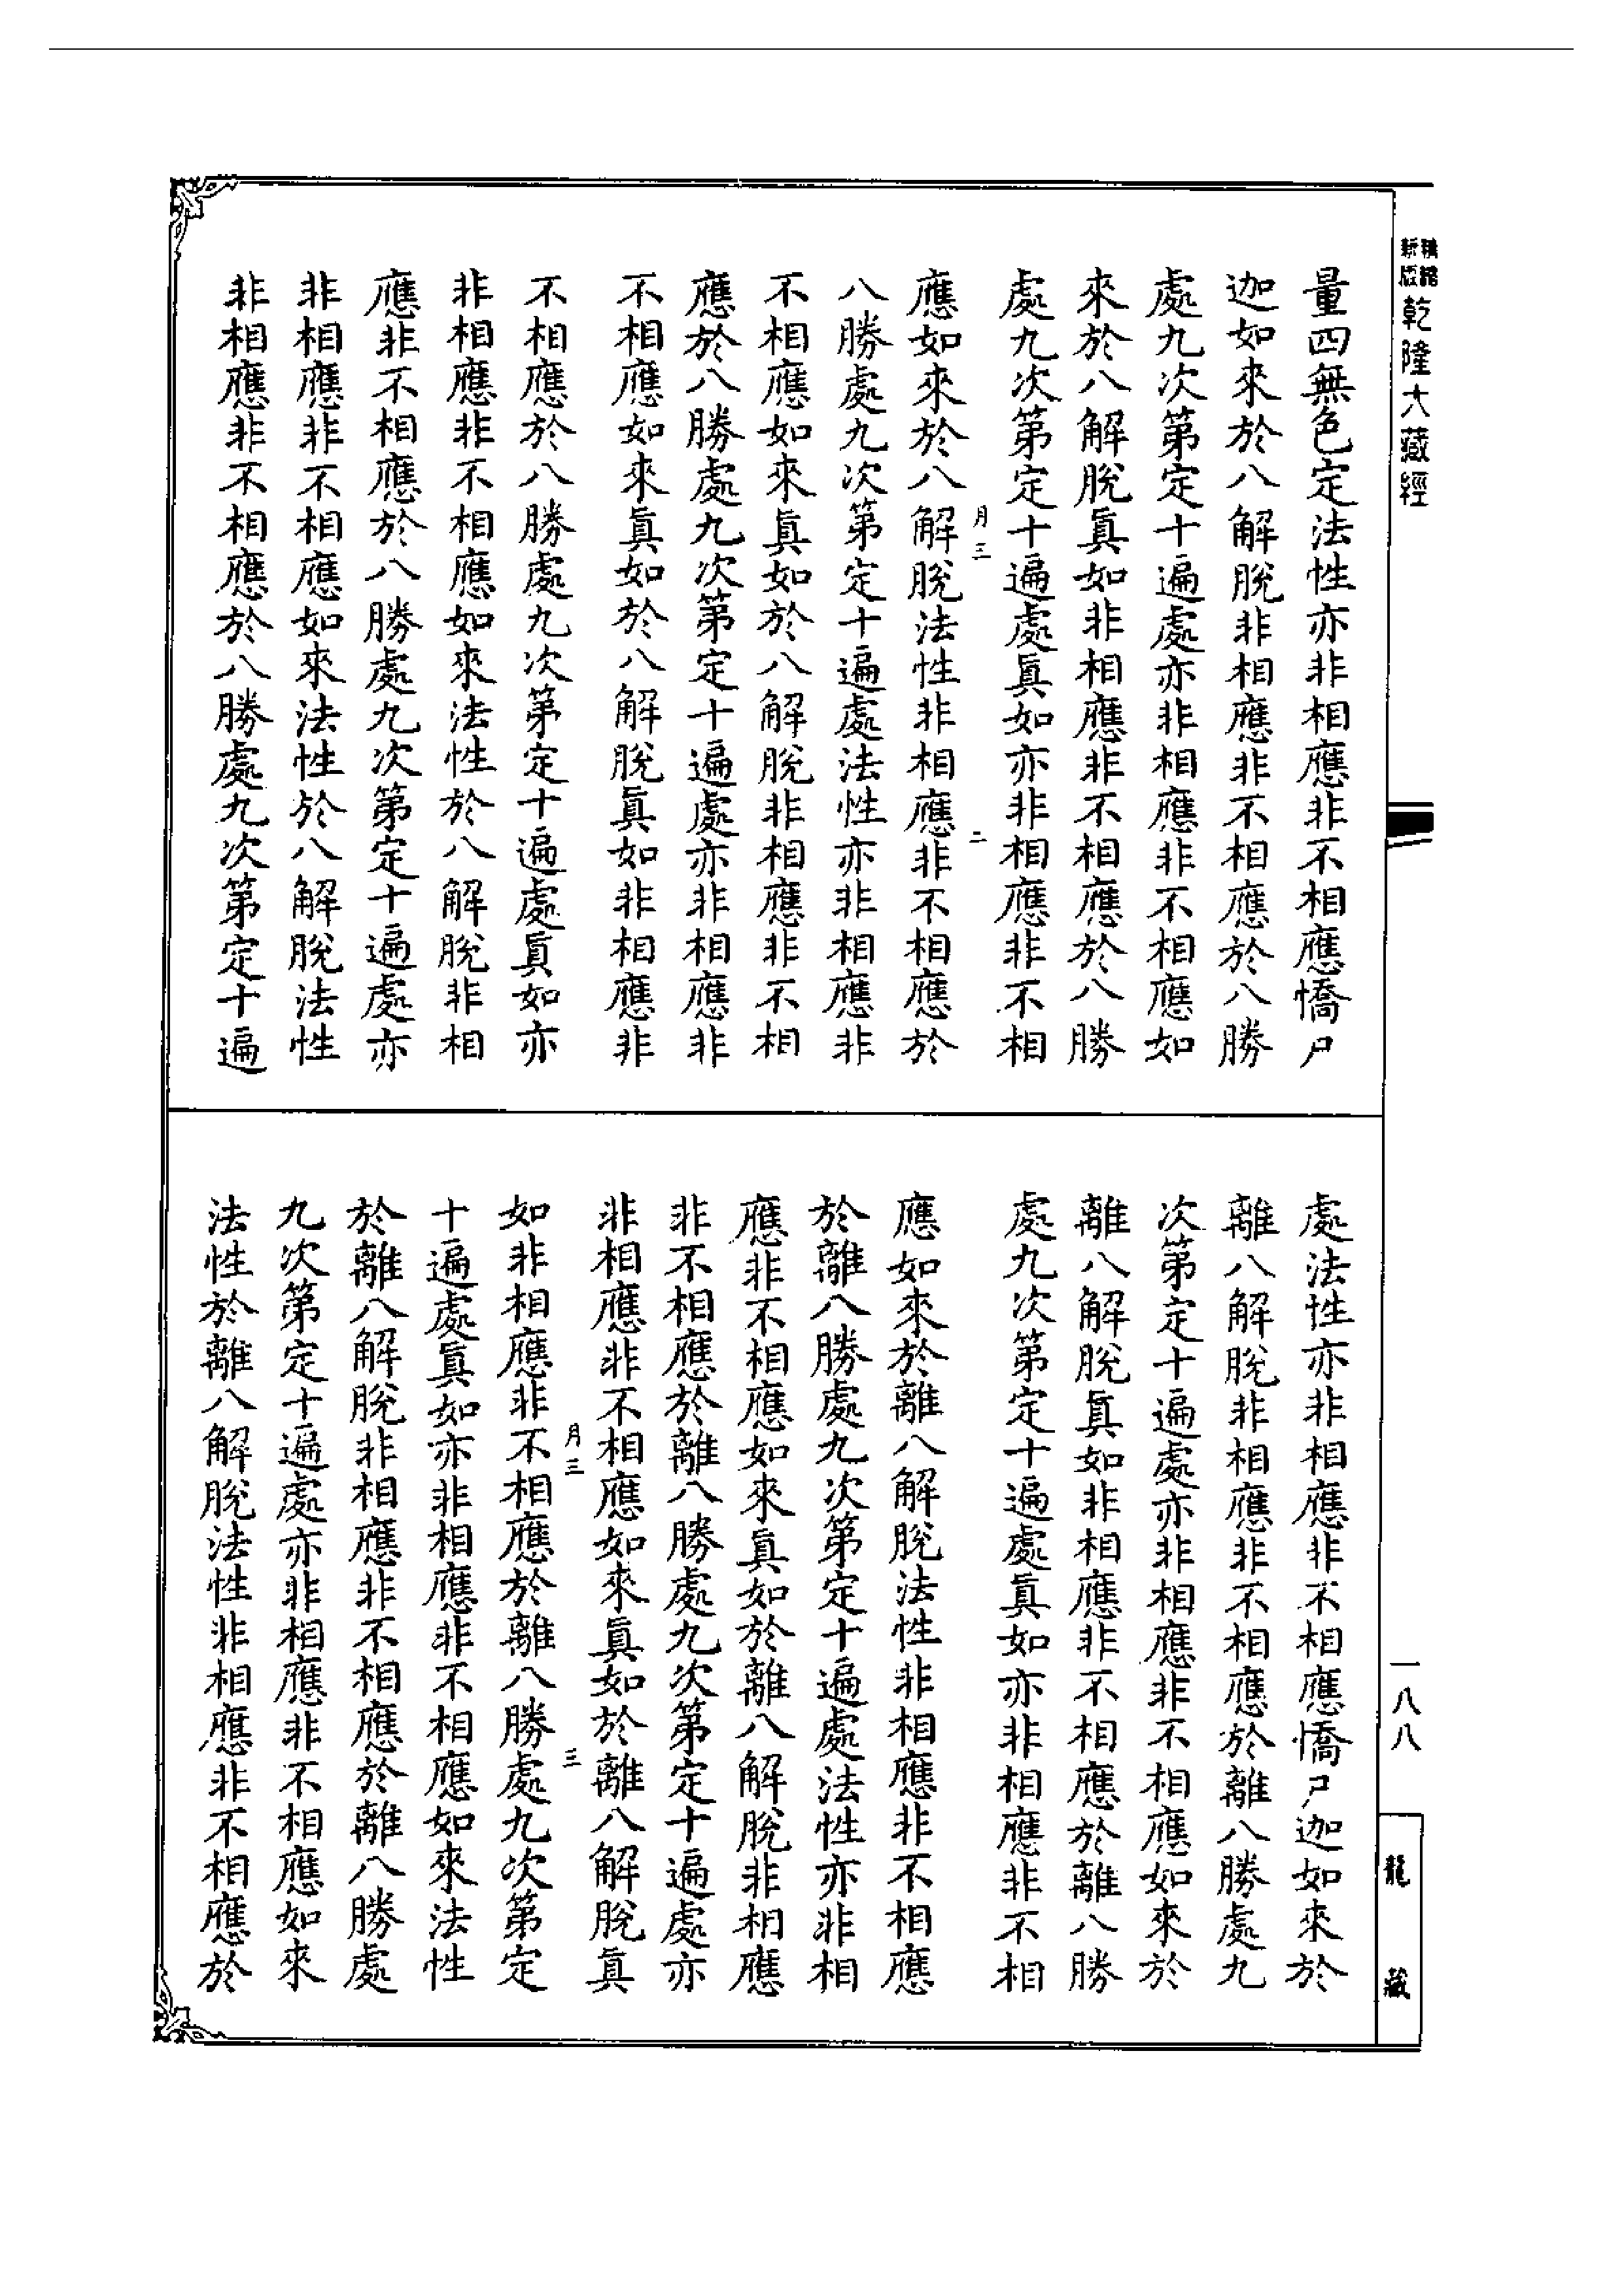 精縮
新版
乾隆大藏經
量四無色定法性亦非相應非不相應憍尸
迦如來於八解脫非相應非不相應於八勝
處九次第定十遍處亦非相應非不相應如
來於八解脫眞如非相應非不相應於八勝
處九次第定十遍處眞如亦非相應非不相
月三
二
應如來於八解脫法性非相應非不相應於
八勝處九次第定十遍處法性亦非相應非
不相應如來眞如於八解脫非相應非不相
應於八勝處九次第定十遍處亦非相應非
不相應如來眞如於八解脫眞如非相應非
不相應於八勝處九次第定十遍處眞如亦
非相應非不相應如來法性於八解脫非相
應非不相應於八勝處九次第定十遍處亦
非相應非不相應如來法性於八解脫法性
非相應非不相應於八勝處九次第定十遍
處法性亦非相應非不相應憍尸迦如來於
離八解脫非相應非不相應於離八勝處九
次第定十遍處亦非相應非不相應如來於
離八解脫眞如非相應非不相應於離八勝
處九次第定十遍處眞如亦非相應非不相
應如來於離八解脫法性非相應非不相應
於離八勝處九次第定十遍處法性亦非相
應非不相應如來眞如於離八解脫非相應
非不相應於離八勝處九次第定十遍處亦
非相應非不相應如來眞如於離八解脫眞
月三
三
如非相應非不相應於離八勝處九次第定
十遍處眞如亦非相應非不相應如來法性
於離八解脫非相應非不相應於離八勝處
九次第定十遍處亦非相應非不相應如來
法性於離八解脫法性非相應非不相應於
一八八
龍藏